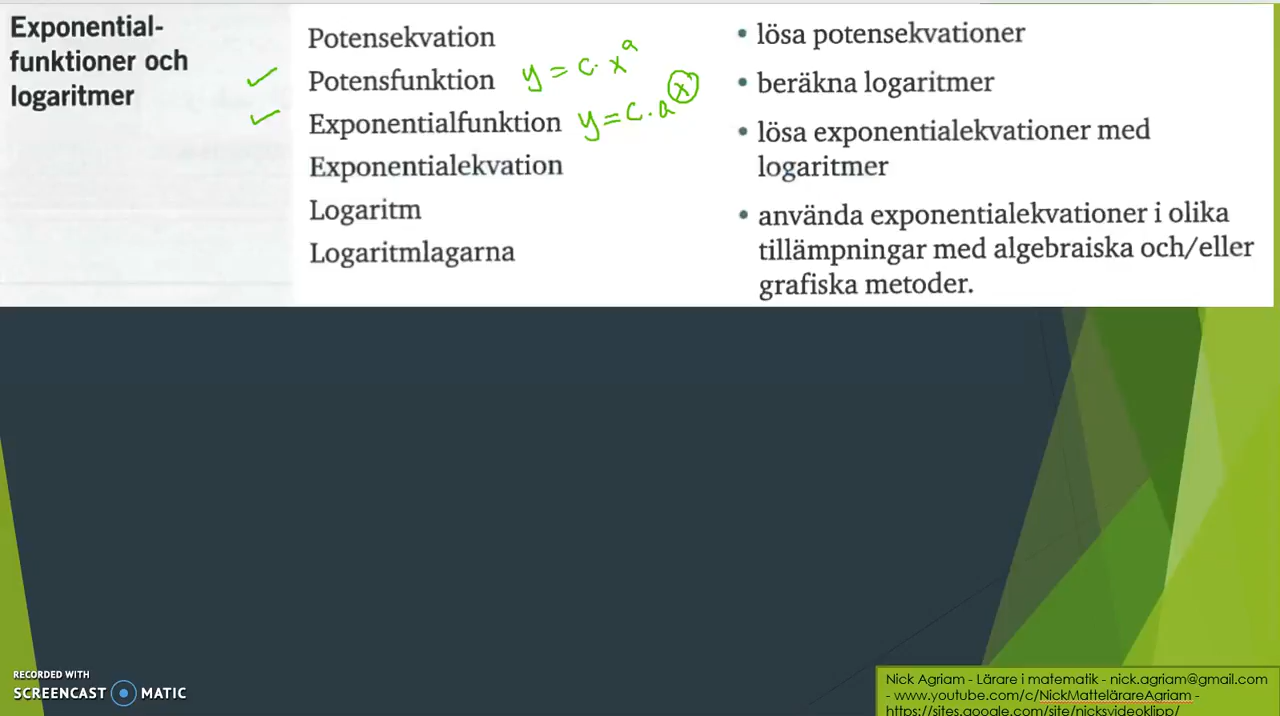 Exponential-
funktioner och
logaritmer
Potensekvation
Potensfunktion y = c · x^a
Exponentialfunktion y = c · a^x
Exponentialekvation
Logaritm
Logaritmlagarna
• lösa potensekvationer
• beräkna logaritmer
• lösa exponentialekvationer med
logaritmer
• använda exponentialekvationer i olika
tillämpningar med algebraiska och/eller
grafiska metoder.
RECORDED WITH
SCREENCAST MATIC
Nick Agriam - Lärare i matematik - nick.agriam@gmail.com
- www.youtube.com/c/NickMattelärareAgriam -
https://sites.google.com/site/nicksvideoklipp/